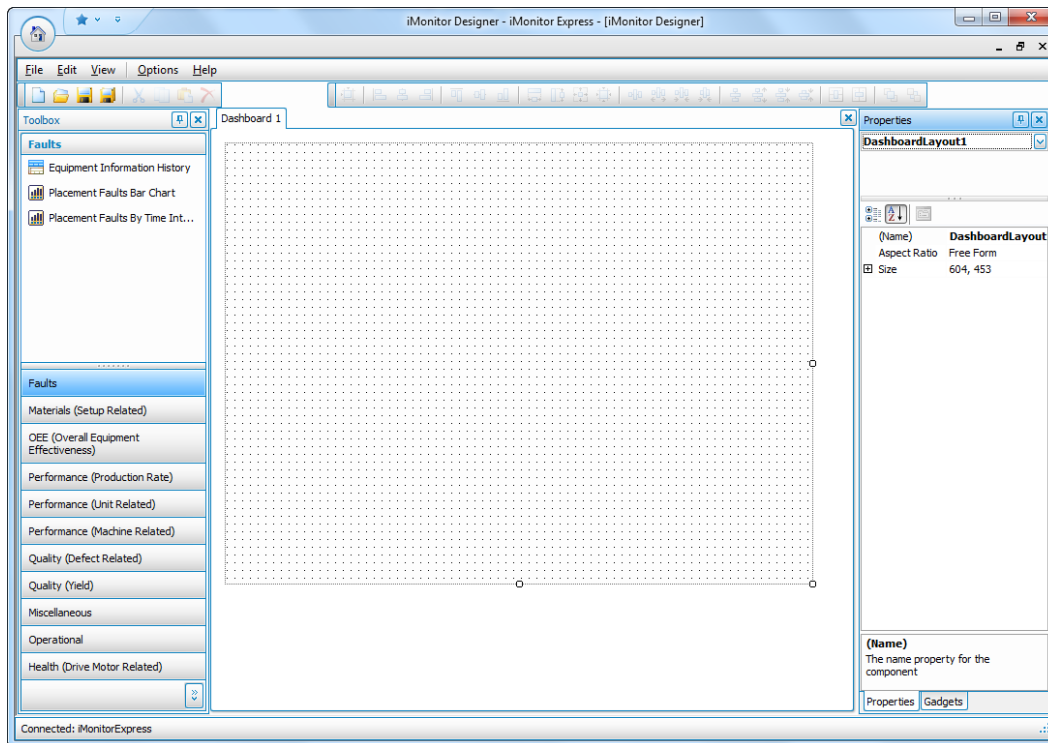 iMonitor Designer - iMonitor Express - [iMonitor Designer]
File Edit View Options Help
Toolbox
Faults
Equipment Information History
Placement Faults Bar Chart
Placement Faults By Time Int...
Faults
Materials (Setup Related)
OEE (Overall Equipment
Effectiveness)
Performance (Production Rate)
Performance (Unit Related)
Performance (Machine Related)
Quality (Defect Related)
Quality (Yield)
Miscellaneous
Operational
Health (Drive Motor Related)
Dashboard 1
Properties
DashboardLayout1
(Name) DashboardLayout
Aspect Ratio Free Form
Size 604, 453
(Name)
The name property for the
component
Properties Gadgets
Connected: iMonitorExpress